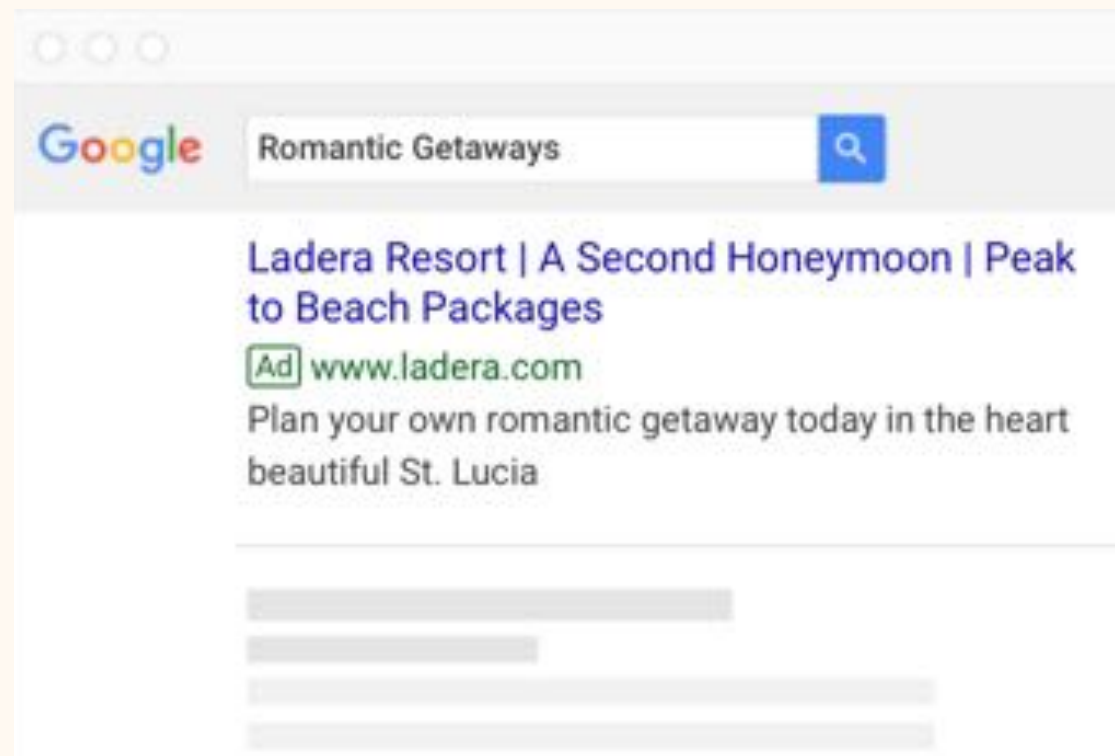 Google
Romantic Getaways
Ladera Resort | A Second Honeymoon | Peak
to Beach Packages
Ad www.ladera.com
Plan your own romantic getaway today in the heart
beautiful St. Lucia